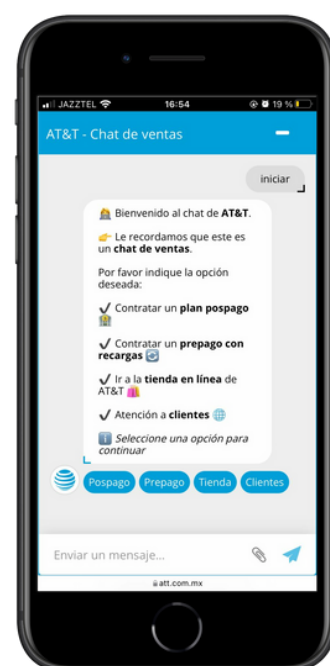 JAZZTEL 16:54 19 %
AT&T - Chat de ventas
iniciar
Bienvenido al chat de AT&T.
Le recordamos que este es
un chat de ventas.
Por favor indique la opción
deseada:
Contratar un plan pospago
Contratar un prepago con
recargas
Ir a la tienda en línea de
AT&T
Atención a clientes
Seleccione una opción para
continuar
Pospago Prepago Tienda Clientes
Enviar un mensaje...
att.com.mx